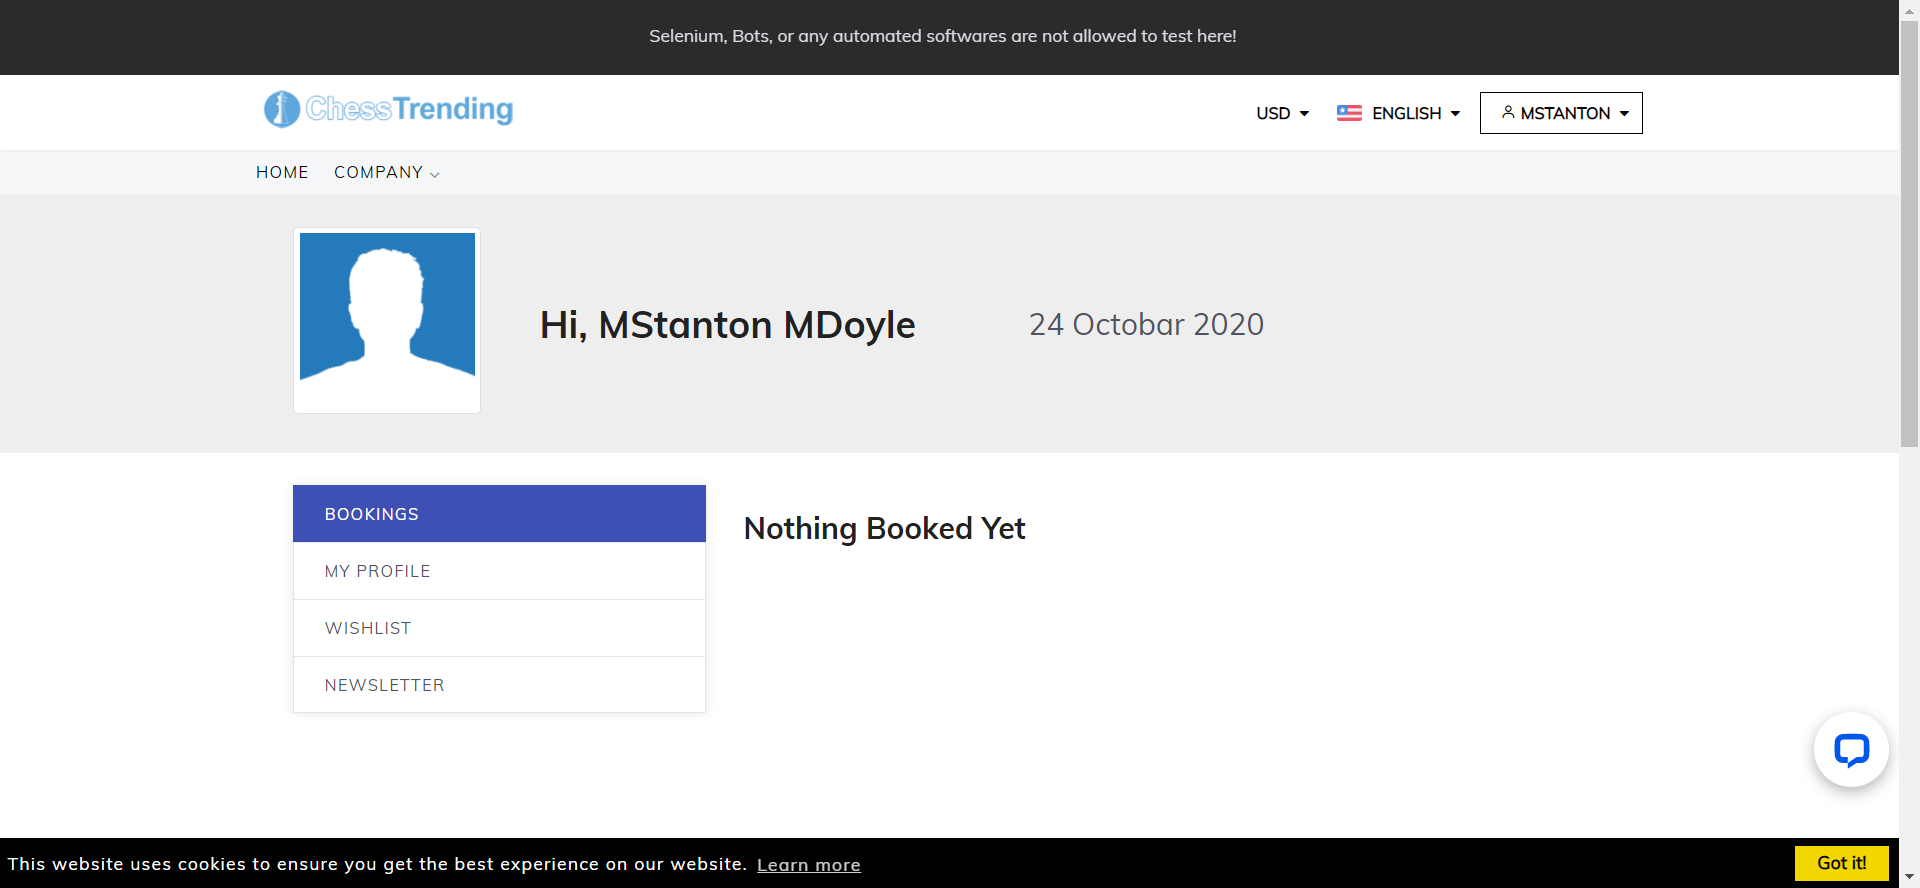 Selenium, Bots, or any automated softwares are not allowed to test here!
ChessTrending
USD
ENGLISH
MSTANTON
HOME
COMPANY
Hi, MStanton MDoyle
24 Octobar 2020
BOOKINGS
Nothing Booked Yet
MY PROFILE
WISHLIST
NEWSLETTER
This website uses cookies to ensure you get the best experience on our website. Learn more
Got it!